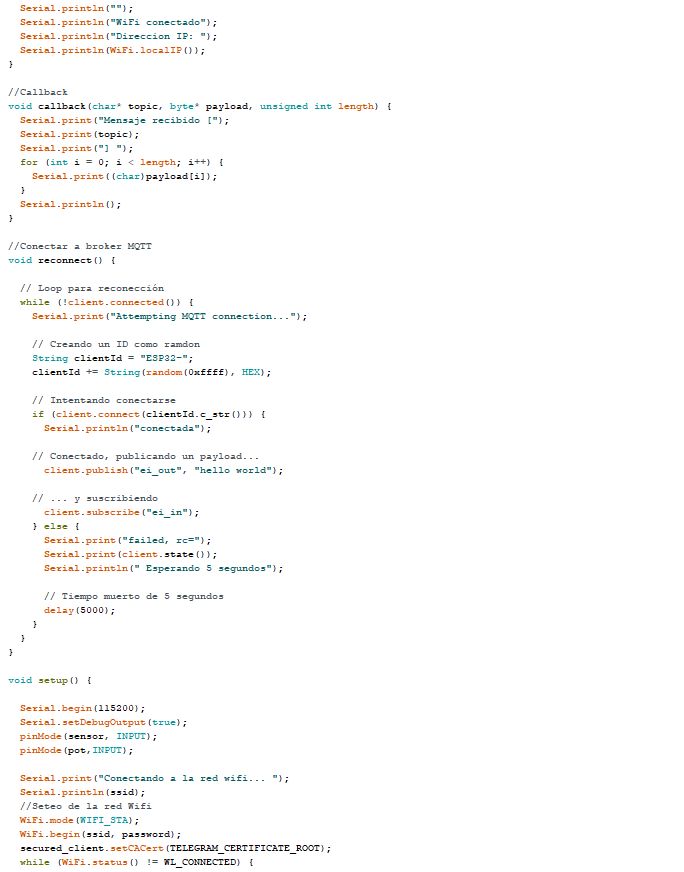 Serial.println("");
Serial.println("WiFi conectado");
Serial.println("Direccion IP: ");
Serial.println(WiFi.localIP());
}
//Callback
void callback(char* topic, byte* payload, unsigned int length) {
Serial.print("Mensaje recibido [");
Serial.print(topic);
Serial.print("] ");
for (int i = 0; i < length; i++) {
Serial.print((char)payload[i]);
}
Serial.println();
}
//Conectar a broker MQTT
void reconnect() {
// Loop para reconección
while (!client.connected()) {
Serial.print("Attempting MQTT connection...");
// Creando un ID como ramdon
String clientId = "ESP32-";
clientId += String(random(0xffff), HEX);
// Intentando conectarse
if (client.connect(clientId.c_str())) {
Serial.println("conectada");
// Conectado, publicando un payload...
client.publish("ei_out", "hello world");
// ... y suscribiendo
client.subscribe("ei_in");
} else {
Serial.print("failed, rc=");
Serial.print(client.state());
Serial.println(" Esperando 5 segundos");
// Tiempo muerto de 5 segundos
delay(5000);
}
}
}
void setup() {
Serial.begin(115200);
Serial.setDebugOutput(true);
pinMode(sensor, INPUT);
pinMode(pot,INPUT);
Serial.print("Conectando a la red wifi... ");
Serial.println(ssid);
//Seteo de la red Wifi
WiFi.mode(WIFI_STA);
WiFi.begin(ssid, password);
secured_client.setCACert(TELEGRAM_CERTIFICATE_ROOT);
while (WiFi.status() != WL_CONNECTED) {